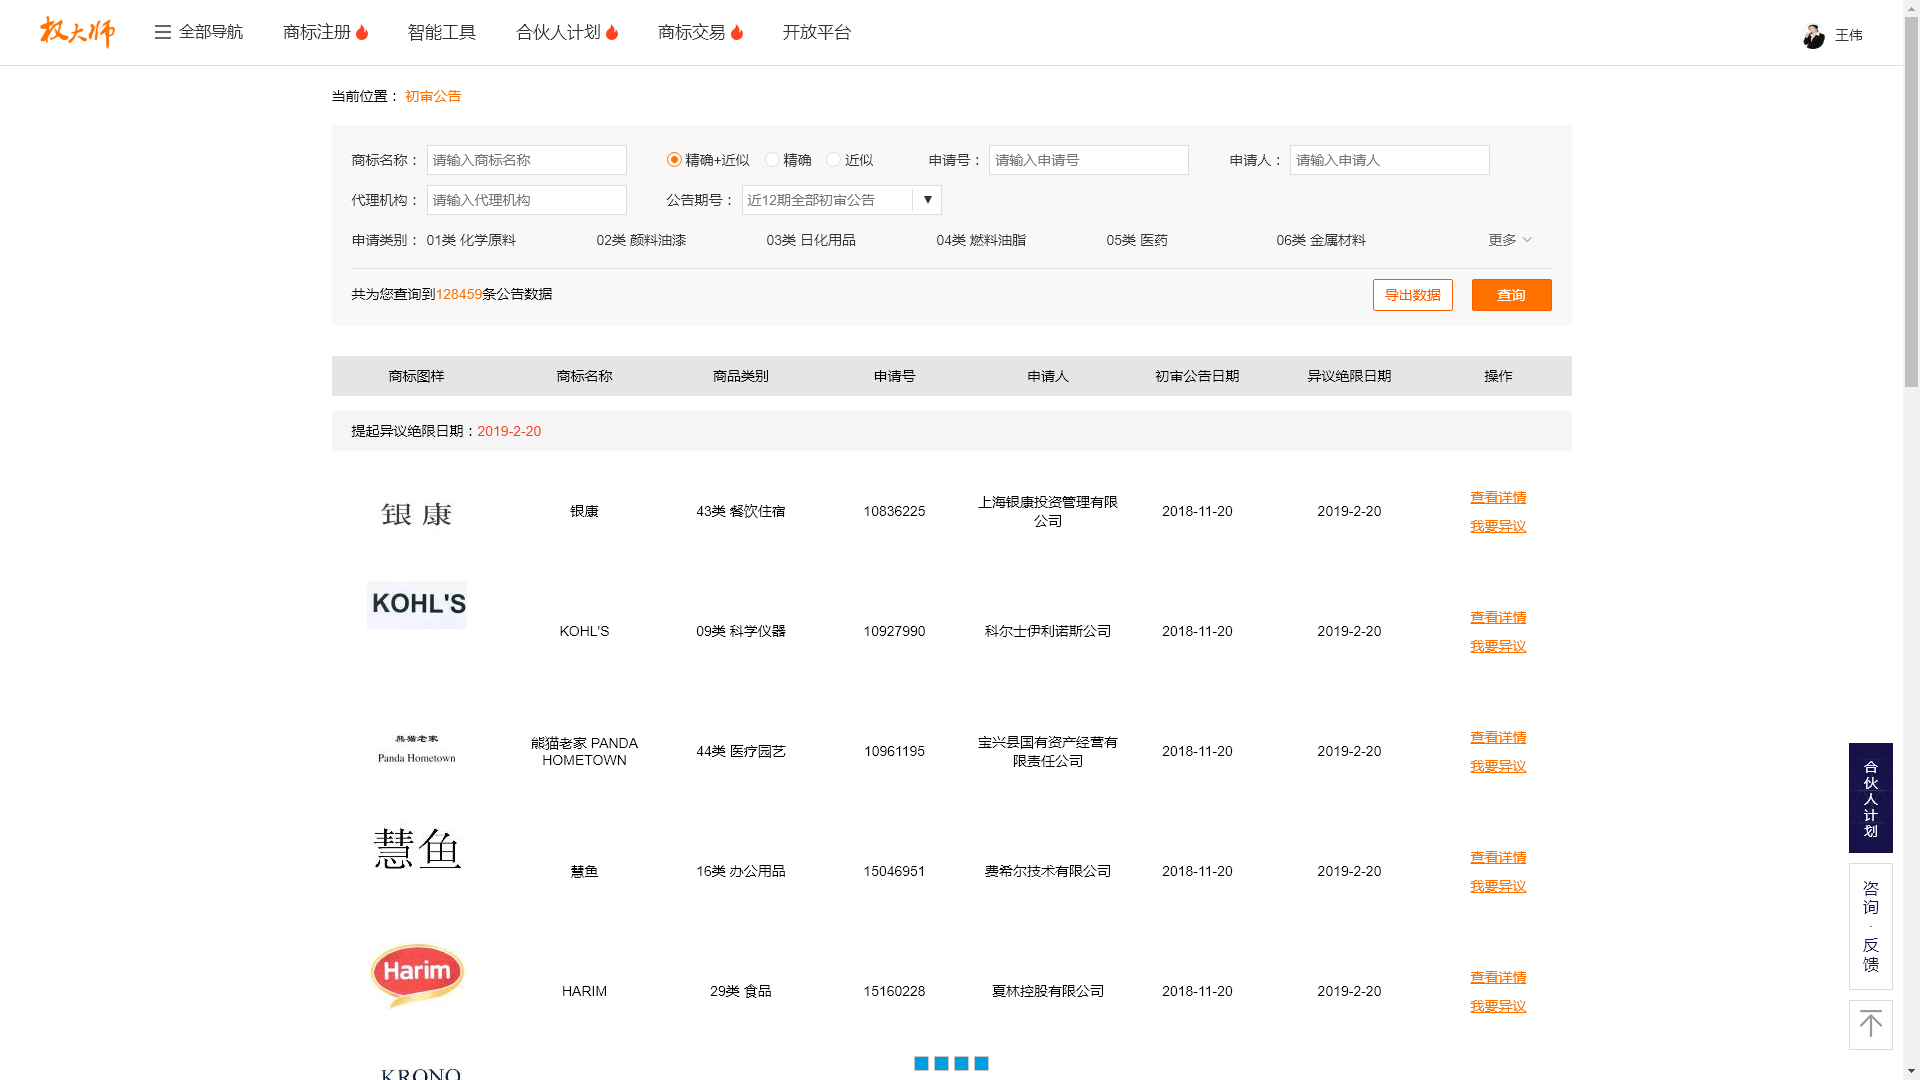 权大师 全部导航 商标注册 智能工具 合伙人计划 商标交易 开放平台 王伟
当前位置： 初审公告
商标名称： 请输入商标名称 精确+近似 精确 近似 申请号： 请输入申请号 申请人： 请输入申请人
代理机构： 请输入代理机构 公告期号： 近12期全部初审公告 ▼
申请类别： 01类 化学原料 02类 颜料油漆 03类 日化用品 04类 燃料油脂 05类 医药 06类 金属材料 更多
共为您查询到128459条公告数据 导出数据 查询
商标图样 商标名称 商品类别 申请号 申请人 初审公告日期 异议绝限日期 操作
提起异议绝限日期：2019-2-20
银康 银康 43类 餐饮住宿 10836225 上海银康投资管理有限公司 2018-11-20 2019-2-20 查看详情
我要异议
KOHL'S KOHL'S 09类 科学仪器 10927990 科尔士伊利诺斯公司 2018-11-20 2019-2-20 查看详情
我要异议
熊猫老家
Panda Hometown
熊猫老家 PANDA
HOMETOWN
44类 医疗园艺 10961195 宝兴县国有资产经营有限责任公司 2018-11-20 2019-2-20 查看详情
我要异议
慧鱼 慧鱼 16类 办公用品 15046951 费希尔技术有限公司 2018-11-20 2019-2-20 查看详情
我要异议
Harim HARIM 29类 食品 15160228 夏林控股有限公司 2018-11-20 2019-2-20 查看详情
我要异议
KRONO
合伙人计划
咨询·反馈